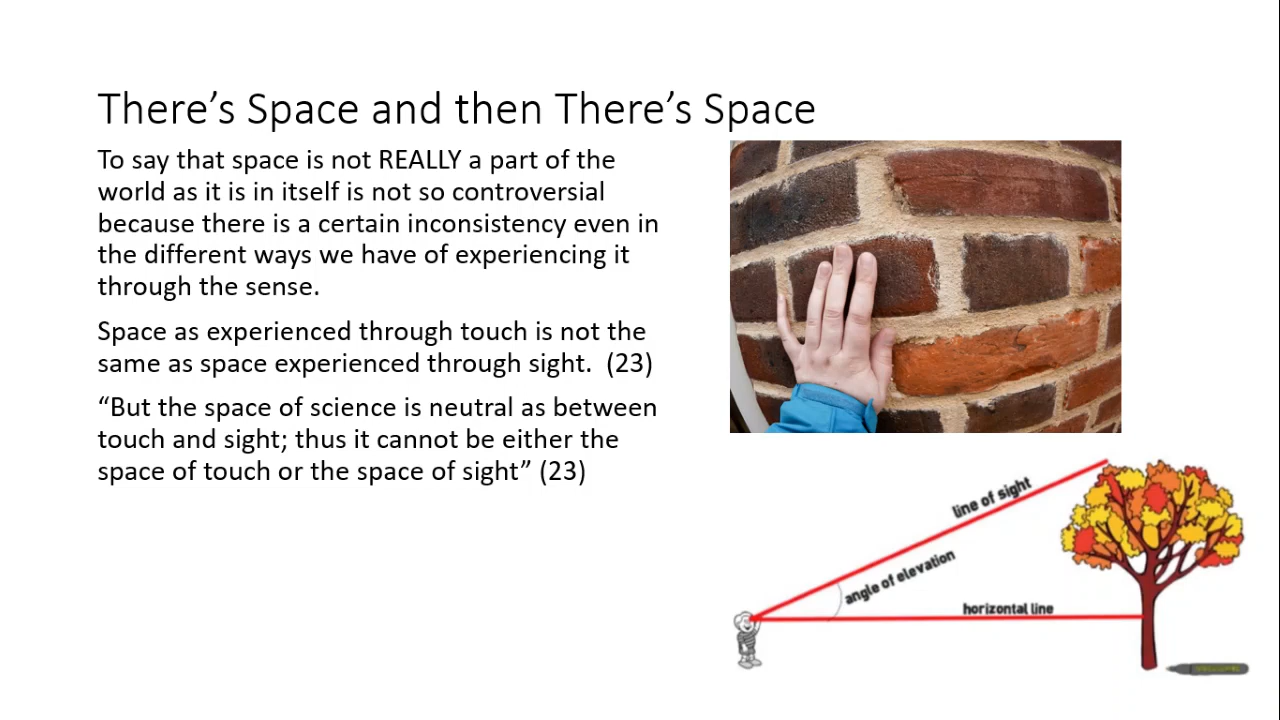 There’s Space and then There’s Space
To say that space is not REALLY a part of the
world as it is in itself is not so controversial
because there is a certain inconsistency even in
the different ways we have of experiencing it
through the sense.
Space as experienced through touch is not the
same as space experienced through sight.  (23)
“But the space of science is neutral as between
touch and sight; thus it cannot be either the
space of touch or the space of sight” (23)
line of sight
angle of elevation
horizontal line